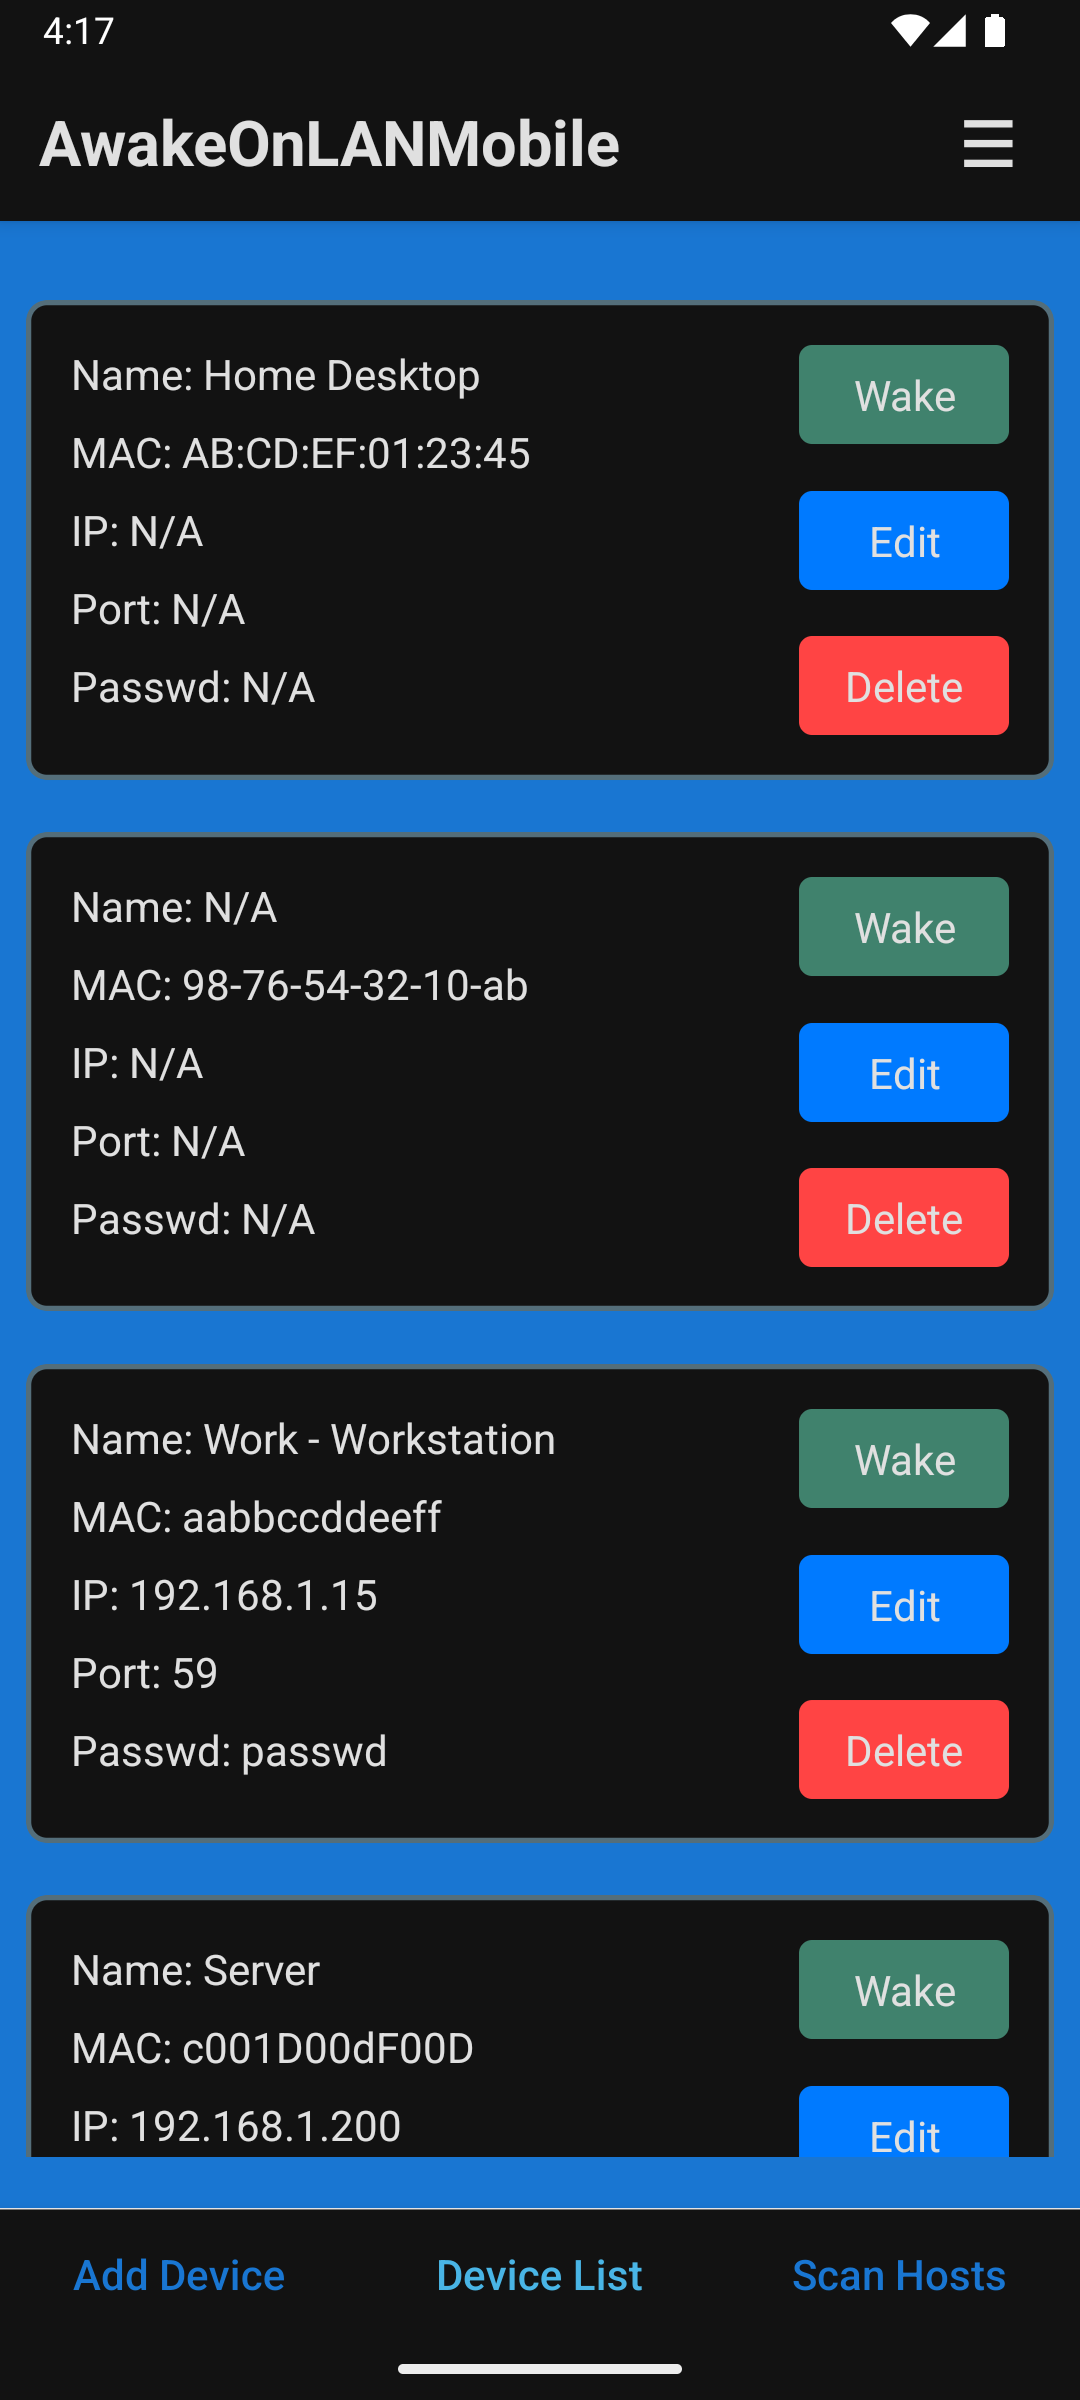 4:17
AwakeOnLANMobile
Name: Home Desktop
MAC: AB:CD:EF:01:23:45
IP: N/A
Port: N/A
Passwd: N/A
Wake
Edit
Delete
Name: N/A
MAC: 98-76-54-32-10-ab
IP: N/A
Port: N/A
Passwd: N/A
Wake
Edit
Delete
Name: Work - Workstation
MAC: aabbccddeeff
IP: 192.168.1.15
Port: 59
Passwd: passwd
Wake
Edit
Delete
Name: Server
MAC: c001D00dF00D
IP: 192.168.1.200
Wake
Edit
Add Device
Device List
Scan Hosts